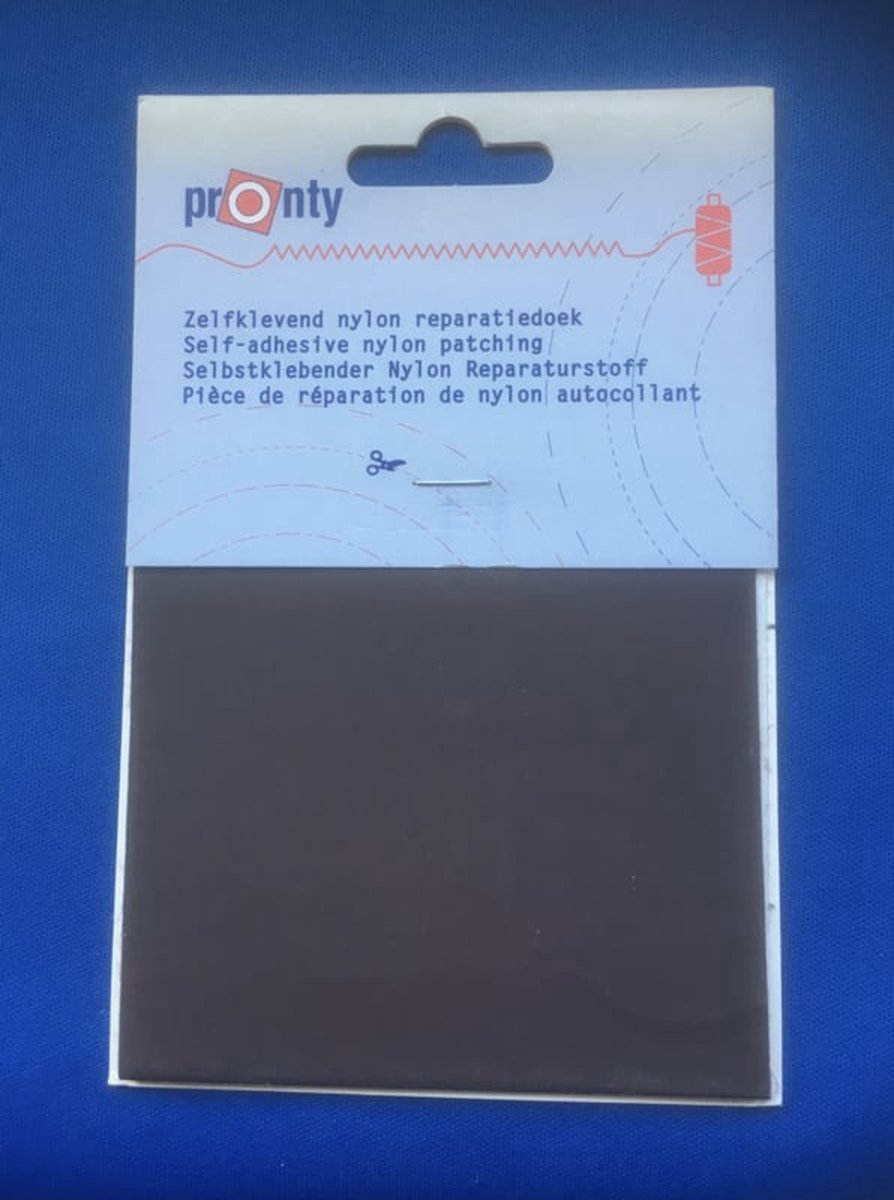 pronty
Zelfklevend nylon reparatiedoek
Self-adhesive nylon patching
Selbstklebender Nylon Reparaturstoff
Pièce de réparation de nylon autocollant